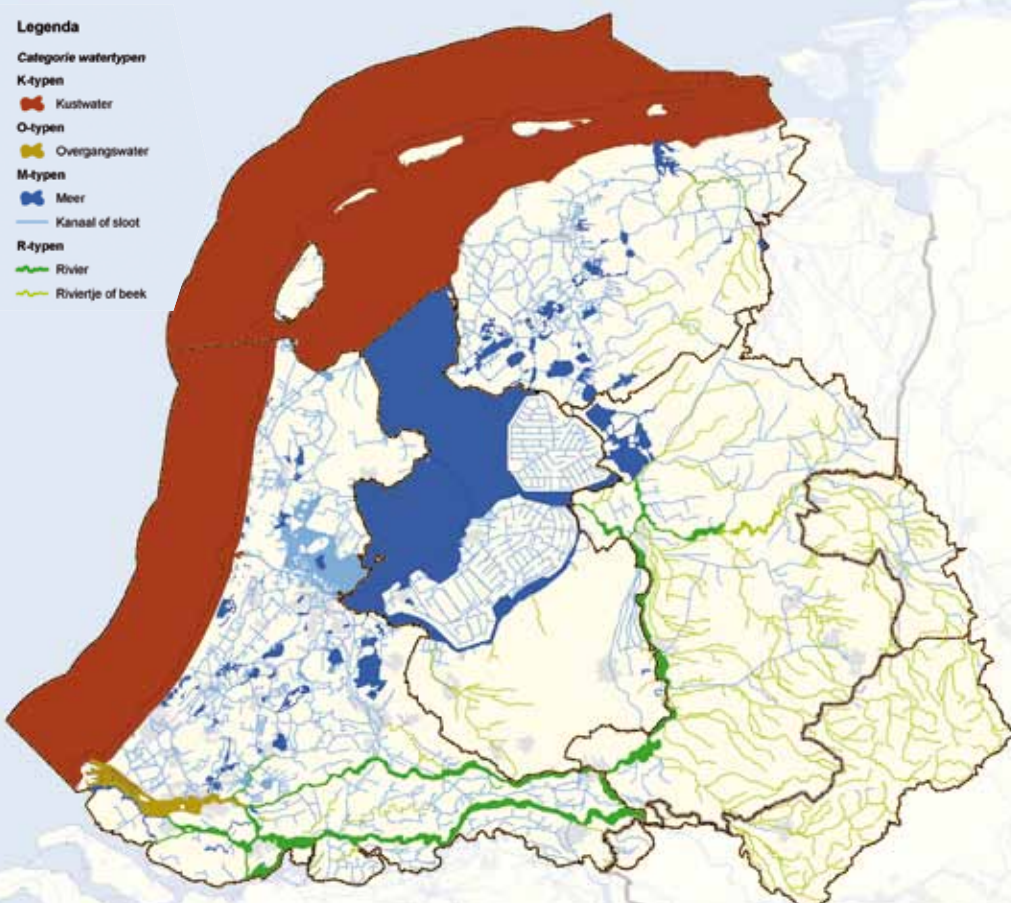 Legenda
Categorie watertypen
K-typen
Kustwater
O-typen
Overgangswater
M-typen
Meer
Kanaal of sloot
R-typen
Rivier
Riviertje of beek